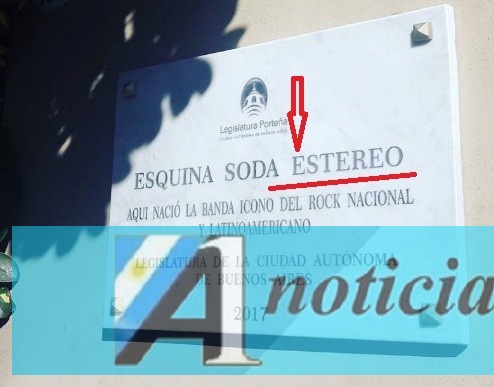 Legislatura Porteña
ESQUINA SODA ESTEREO
AQUI NACIÓ LA BANDA ICONO DEL ROCK NACIONAL
Y LATINOAMERICANO
LEGISLATURA DE LA CIUDAD AUTÓNOMA
DE BUENOS AIRES
2017
A1 noticia